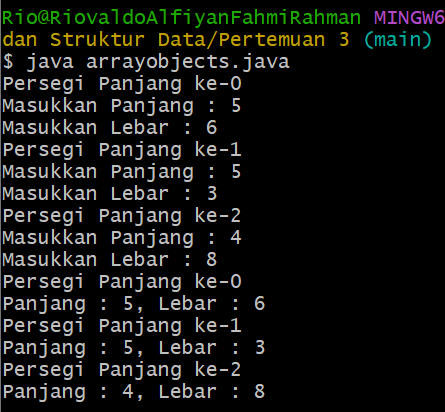 Rio@RiovaldoAlfiyanFahmiRahman MINGW6
dan Struktur Data/Pertemuan 3 (main)
$ java arrayobjects.java
Persegi Panjang ke-0
Masukkan Panjang : 5
Masukkan Lebar : 6
Persegi Panjang ke-1
Masukkan Panjang : 5
Masukkan Lebar : 3
Persegi Panjang ke-2
Masukkan Panjang : 4
Masukkan Lebar : 8
Persegi Panjang ke-0
Panjang : 5, Lebar : 6
Persegi Panjang ke-1
Panjang : 5, Lebar : 3
Persegi Panjang ke-2
Panjang : 4, Lebar : 8